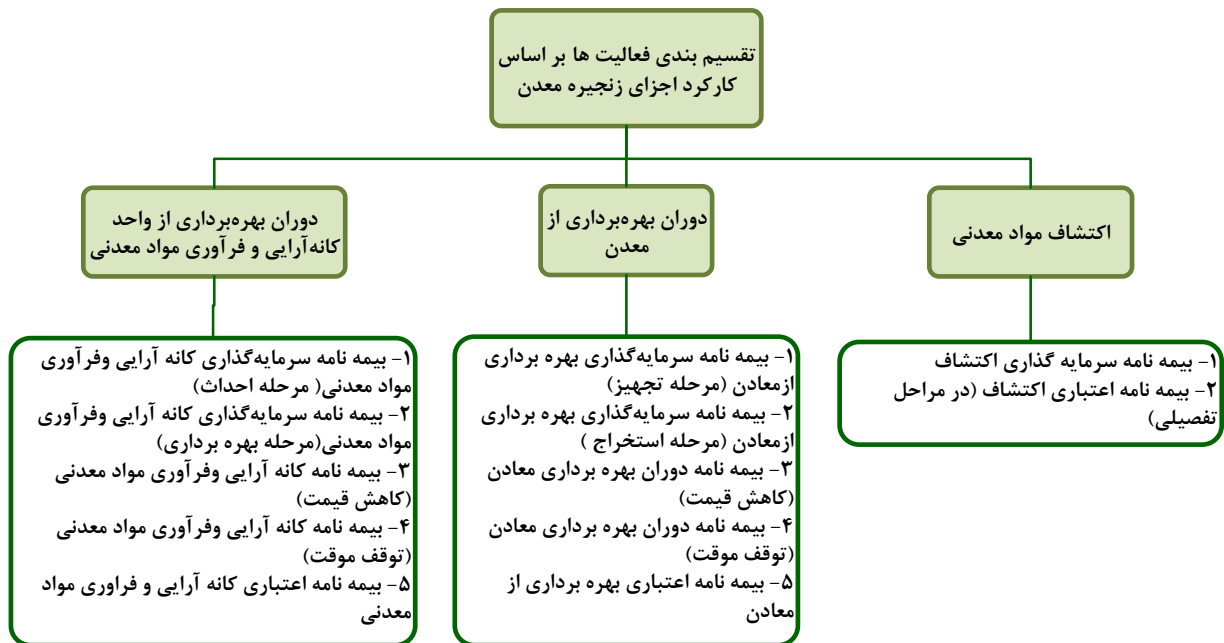 تقسیم بندی فعالیت ها بر اساس
کارکرد اجزای زنجیره معدن
اکتشاف مواد معدنی
دوران بهره‌برداری از
معدن
دوران بهره‌برداری از واحد
کانه‌آرایی و فرآوری مواد معدنی
۱- بیمه نامه سرمایه گذاری اکتشاف
۲- بیمه نامه اعتباری اکتشاف (در مراحل
تفصیلی)
۱- بیمه نامه سرمایه‌گذاری بهره برداری
ازمعادن (مرحله تجهیز)
۲- بیمه نامه سرمایه‌گذاری بهره برداری
ازمعادن (مرحله استخراج )
۳- بیمه نامه دوران بهره برداری معادن
(کاهش قیمت)
۴- بیمه نامه دوران بهره برداری معادن
(توقف موقت)
۵- بیمه نامه اعتباری بهره برداری از
معادن
۱- بیمه نامه سرمایه‌گذاری کانه آرایی وفرآوری
مواد معدنی( مرحله احداث)
۲- بیمه نامه سرمایه‌گذاری کانه آرایی وفرآوری
مواد معدنی(مرحله بهره برداری)
۳- بیمه نامه کانه آرایی وفرآوری مواد معدنی
(کاهش قیمت)
۴- بیمه نامه کانه آرایی وفرآوری مواد معدنی
(توقف موقت)
۵- بیمه نامه اعتباری کانه آرایی و فراوری مواد
معدنی